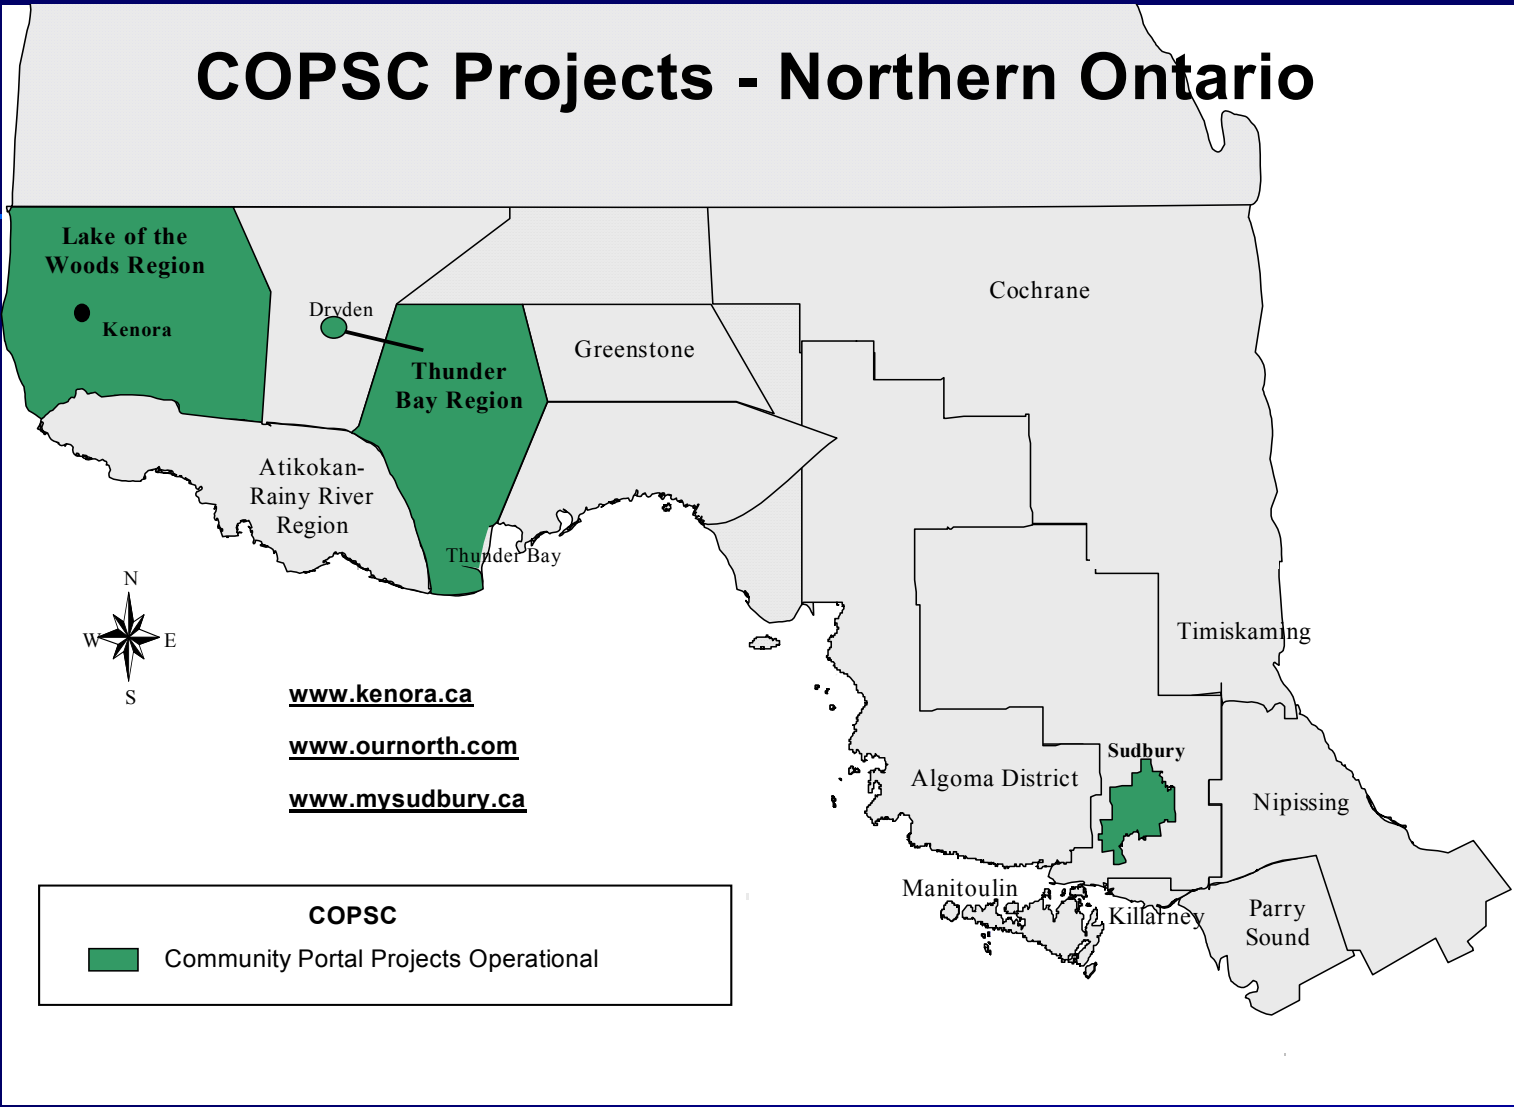 COPSC Projects - Northern Ontario
Lake of the
Woods Region
Kenora
Dryden
Thunder
Bay Region
Greenstone
Cochrane
Atikokan-
Rainy River
Region
Thunder Bay
N
W
E
S
Timiskaming
www.kenora.ca
www.ournorth.com
www.mysudbury.ca
Sudbury
Algoma District
Nipissing
Manitoulin
Killarney
Parry
Sound
COPSC
Community Portal Projects Operational